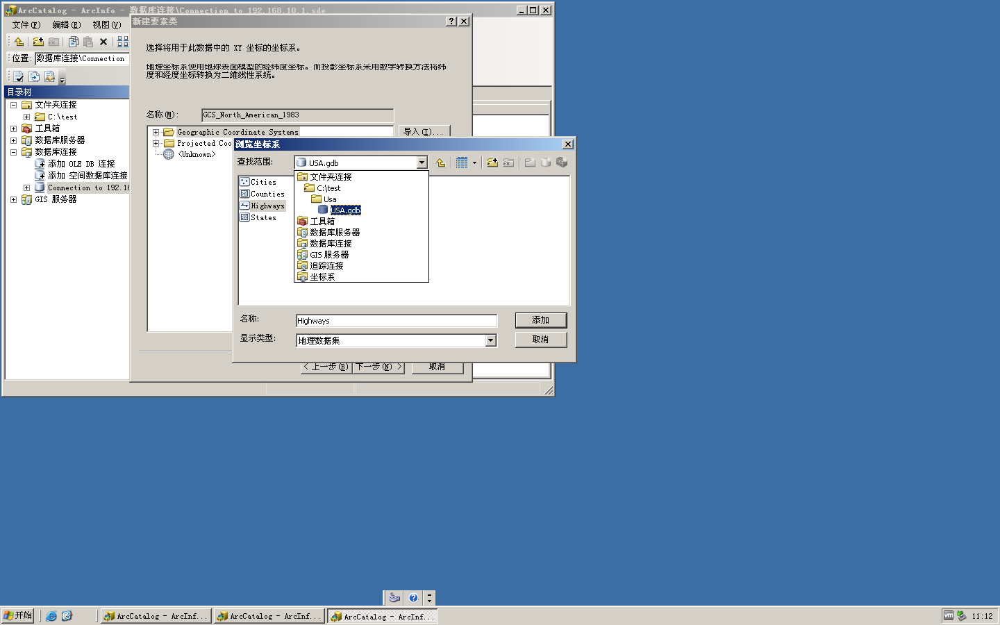 ArcCatalog - ArcInfo - 数据库连接\Connection to 192.168.10.1.sde
文件(F) 编辑(E) 视图(V)
位置: 数据库连接\Connection
目录树
文件夹连接
C:\test
工具箱
数据库服务器
数据库连接
添加 OLE DB 连接
添加 空间数据库连接
Connection to 192.16
GIS 服务器
新建要素类
选择将用于此数据中的 XY 坐标的坐标系。
地理坐标系使用地球表面模型的经纬度坐标。而投影坐标系采用数字转换方法将纬
度和经度坐标转换为二维线性系统。
名称(M): GCS_North_American_1983
Geographic Coordinate Systems
Projected Coo
<Unknown>
导入(I)...
< 上一步(B) 下一步(N) > 取消
浏览坐标系
查找范围: USA.gdb
Cities
Counties
Highways
States
文件夹连接
C:\test
Usa
USA.gdb
工具箱
数据库服务器
数据库连接
GIS 服务器
追踪连接
坐标系
名称: Highways 添加
显示类型: 地理数据集 取消
开始 ArcCatalog - ArcInf... ArcCatalog - ArcInf... ArcCatalog - ArcInf... 11:12